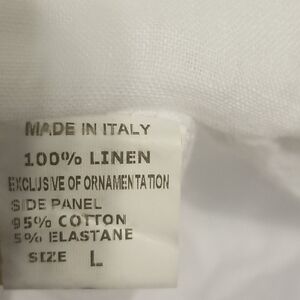 MADE IN ITALY
100% LINEN
EXCLUSIVE OF ORNAMENTATION
SIDE PANEL
95% COTTON
5% ELASTANE
SIZE L